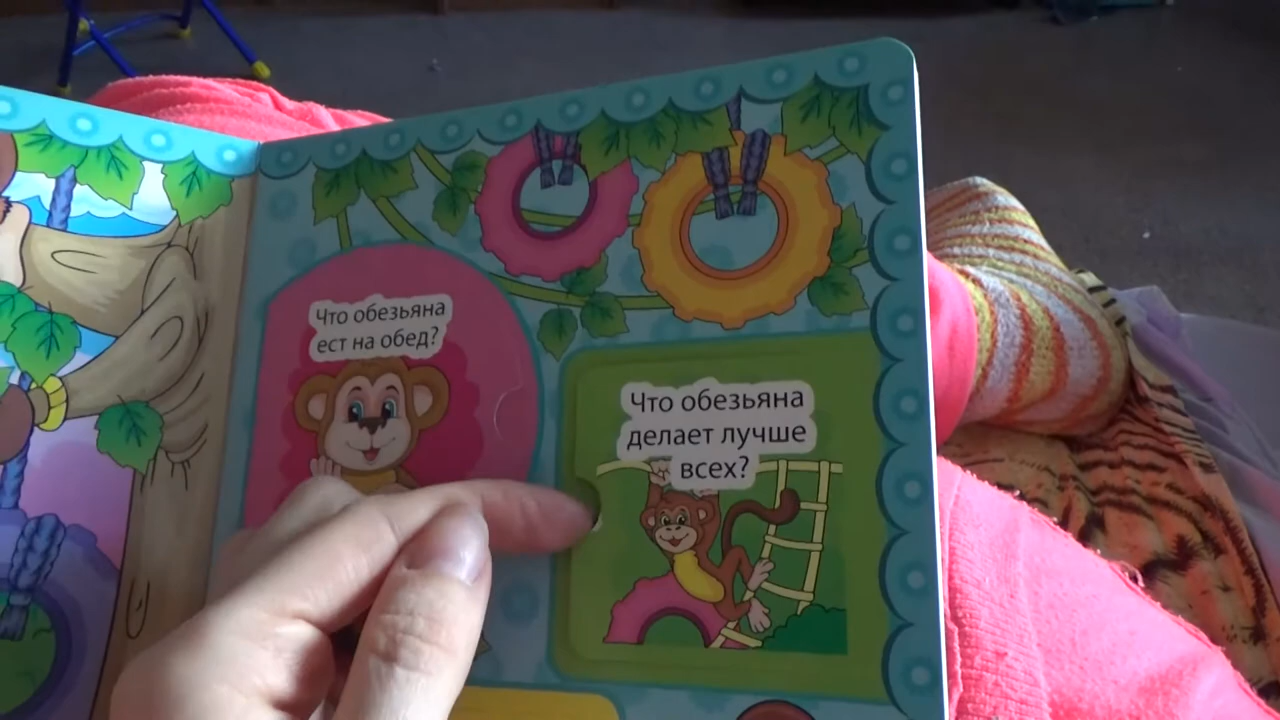 Что обезьяна
ест на обед?
Что обезьяна
делает лучше
всех?